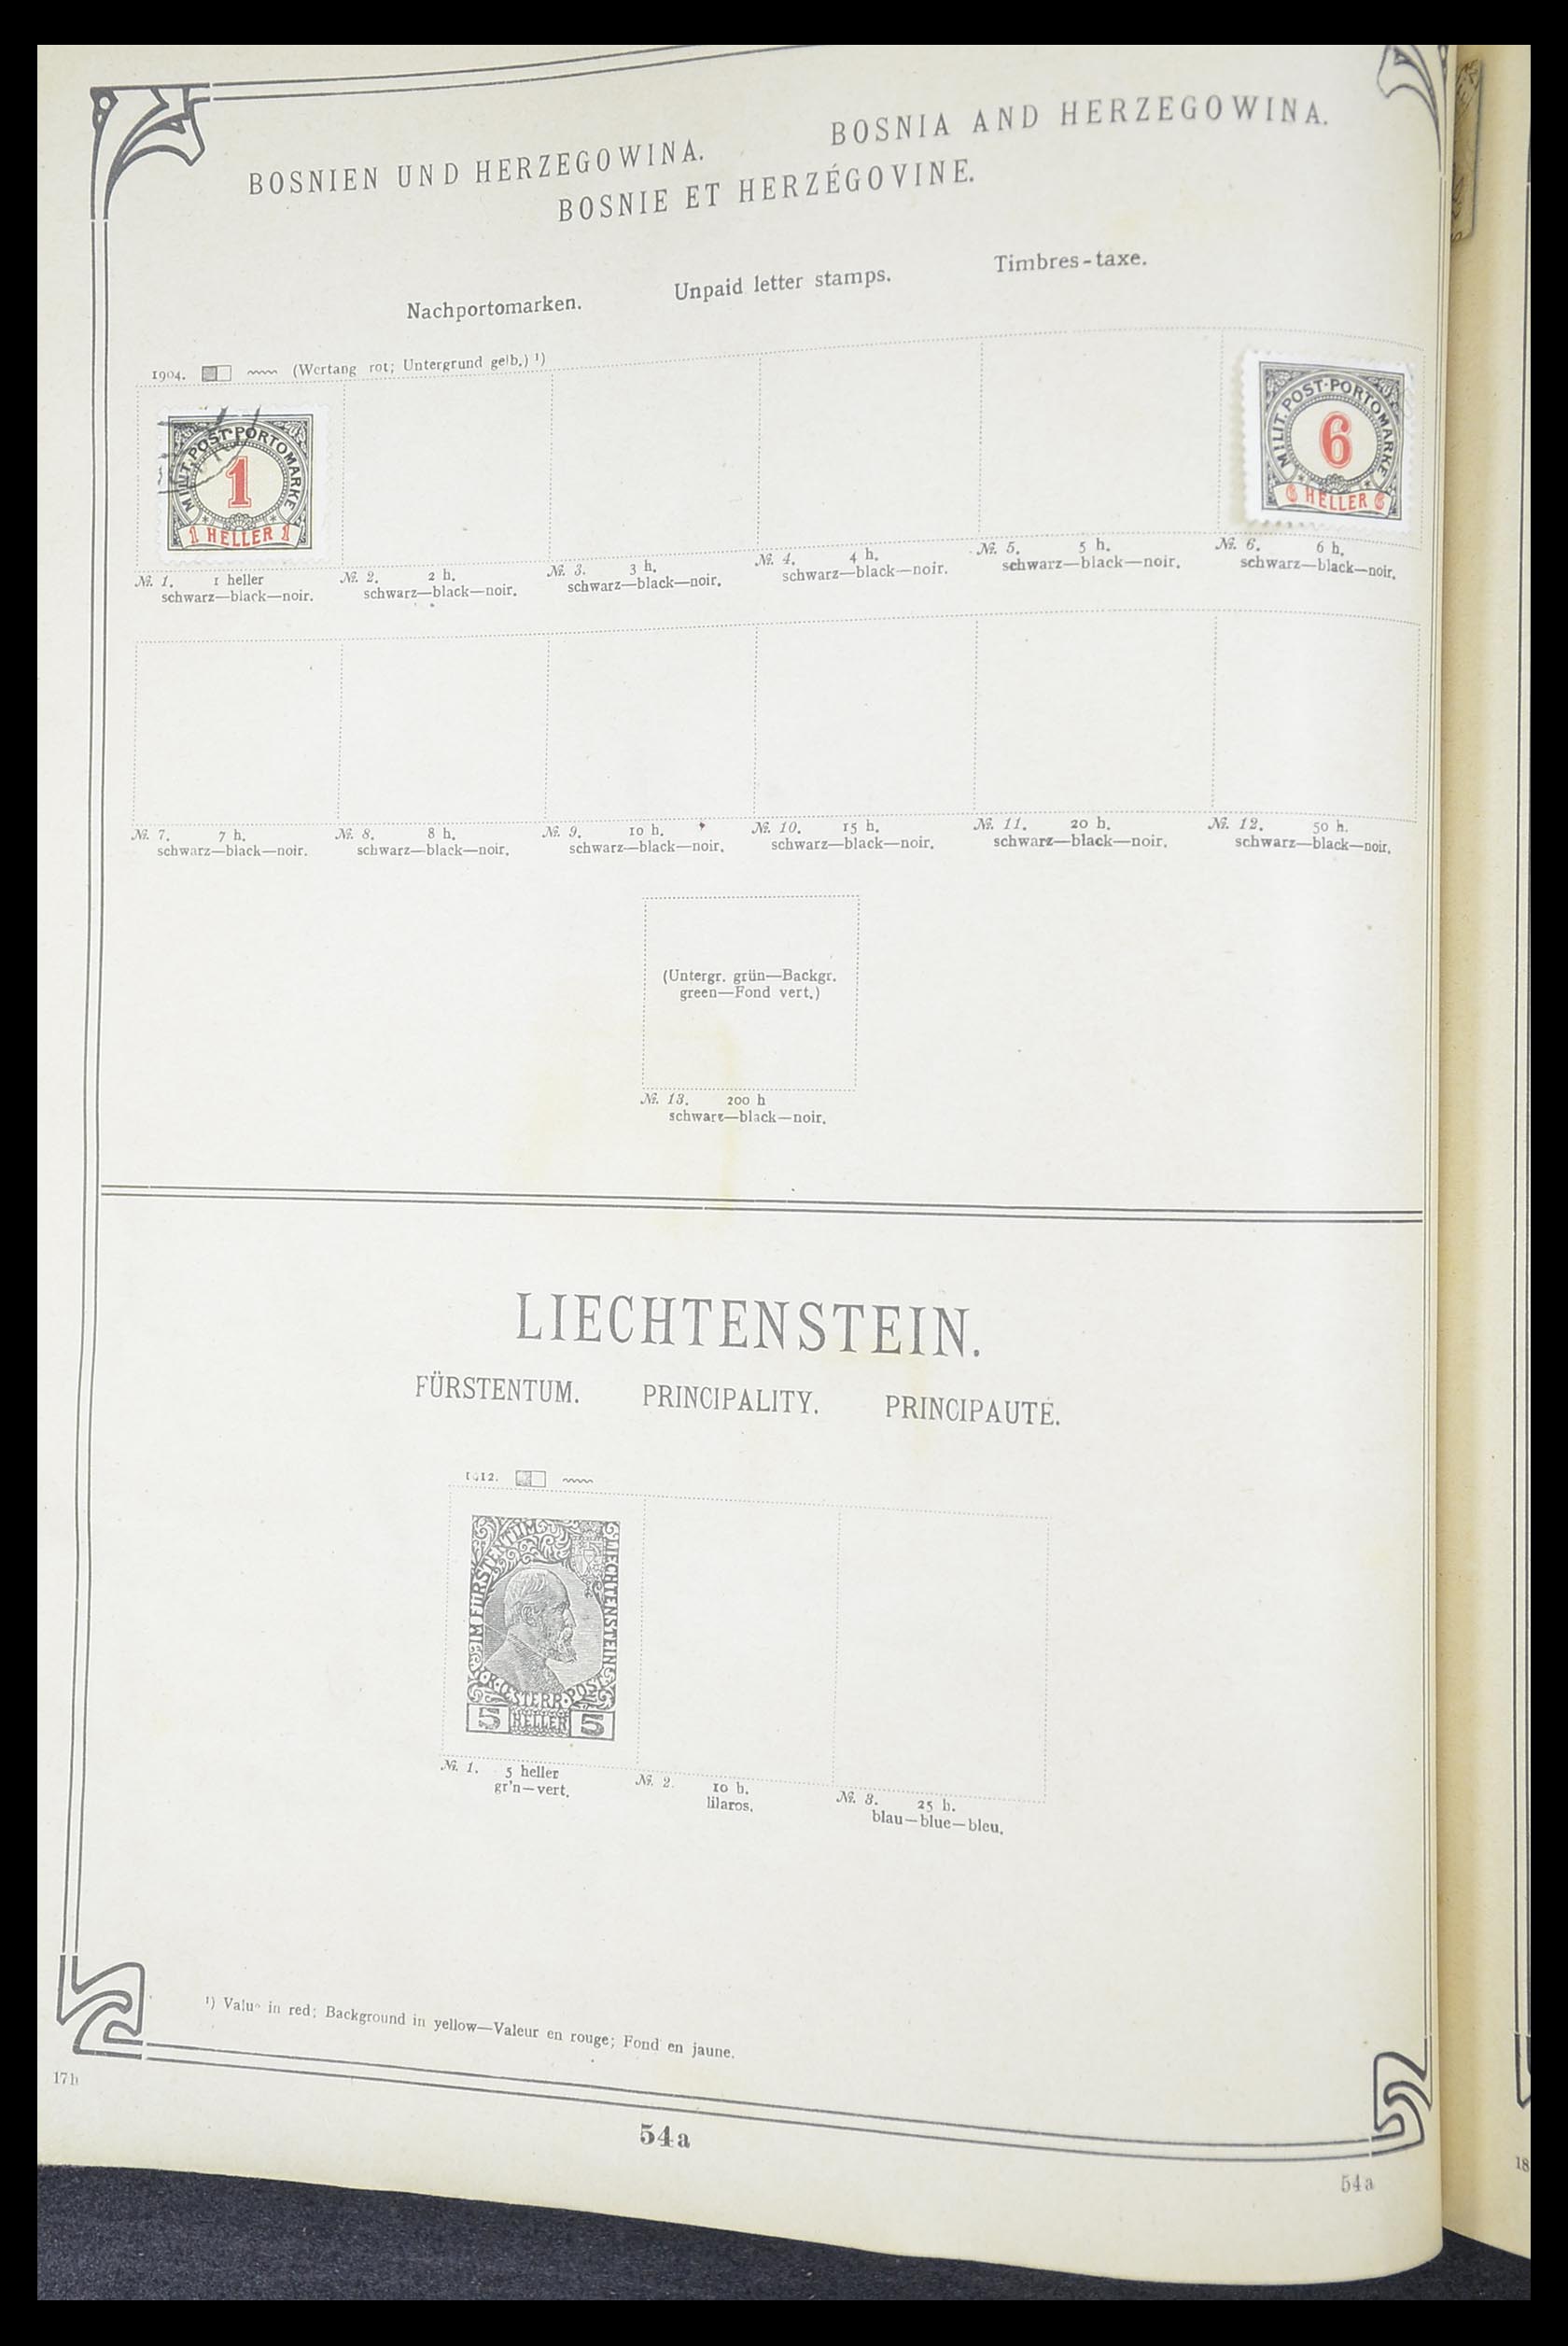 BOSNIEN UND HERZEGOWINA. BOSNIA AND HERZEGOWINA.
BOSNIE ET HERZÉGOVINE.
Nachportomarken. Unpaid letter stamps. Timbres-taxe.
1904. (Wertang rot; Untergrund gelb.) ¹)
MILIT. POST-PORTOMARKE
1
1 HELLER 1
MILIT. POST-PORTOMARKE
6
6 HELLER 6
№. 1. 1 heller
schwarz—black—noir.
№. 2. 2 h.
schwarz—black—noir.
№. 3. 3 h.
schwarz—black—noir.
№. 4. 4 h.
schwarz—black—noir.
№. 5. 5 h.
schwarz—black—noir.
№. 6. 6 h.
schwarz—black—noir.
№. 7. 7 h.
schwarz—black—noir.
№. 8. 8 h.
schwarz—black—noir.
№. 9. 10 h.
schwarz—black—noir.
№. 10. 15 h.
schwarz—black—noir.
№. 11. 20 h.
schwarz—black—noir.
№. 12. 50 h.
schwarz—black—noir.
(Untergr. grün—Backgr.
green—Fond vert.)
№. 13. 200 h
schwarz—black—noir.
LIECHTENSTEIN.
FÜRSTENTUM. PRINCIPALITY. PRINCIPAUTÉ.
1912.
IM FÜRSTENTUM LIECHTENSTEIN
K.K. OESTERR. POST
5 HELLER 5
№. 1. 5 heller
gr'n—vert.
№. 2. 10 h.
lilaros.
№. 3. 25 h.
blau—blue—bleu.
¹) Value in red; Background in yellow—Valeur en rouge; Fond en jaune.
17b
54a
54a
18